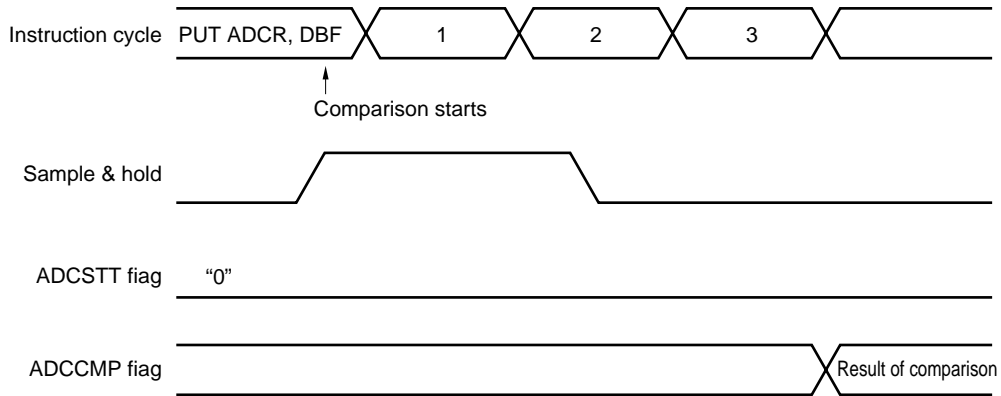 Instruction cycle PUT ADCR, DBF 1 2 3
Comparison starts
Sample & hold
ADCSTT fiag “0”
ADCCMP fiag Result of comparison